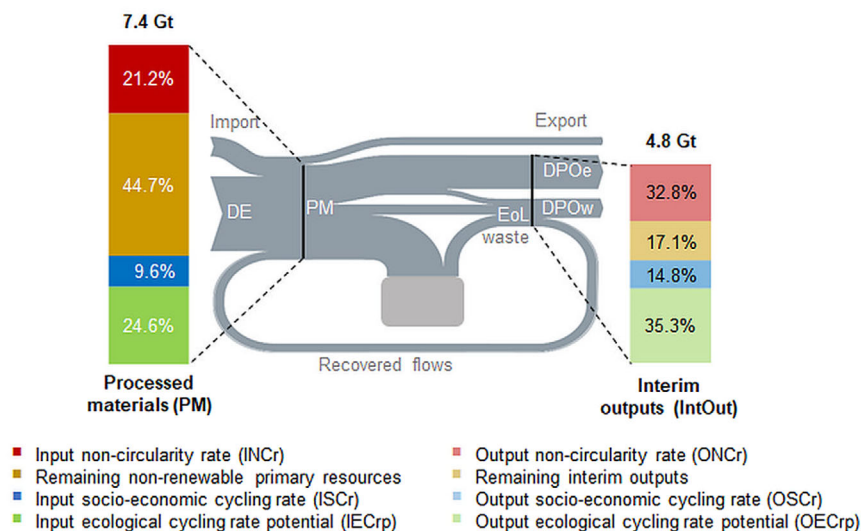 7.4 Gt
21.2%
44.7%
9.6%
24.6%
Processed
materials (PM)
Import
Export
DE
PM
DPOe
DPOw
EoL
waste
Recovered flows
4.8 Gt
32.8%
17.1%
14.8%
35.3%
Interim
outputs (IntOut)
Input non-circularity rate (INCr)
Remaining non-renewable primary resources
Input socio-economic cycling rate (ISCr)
Input ecological cycling rate potential (IECrp)
Output non-circularity rate (ONCr)
Remaining interim outputs
Output socio-economic cycling rate (OSCr)
Output ecological cycling rate potential (OECrp)